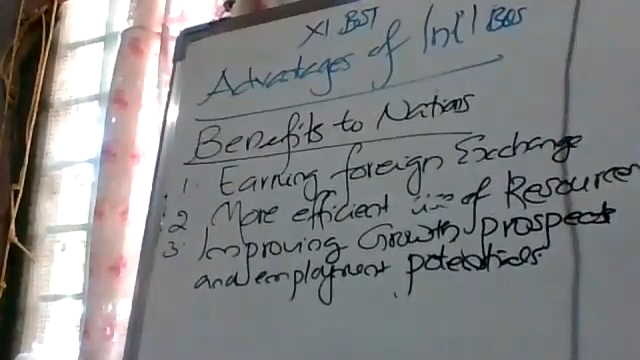 XI BST
Advantages of Int'l Bus
Benefits to Nations
1. Earning foreign Exchange
2 More efficient use of Resources
3. Improving Growth prospects
and employment potentials